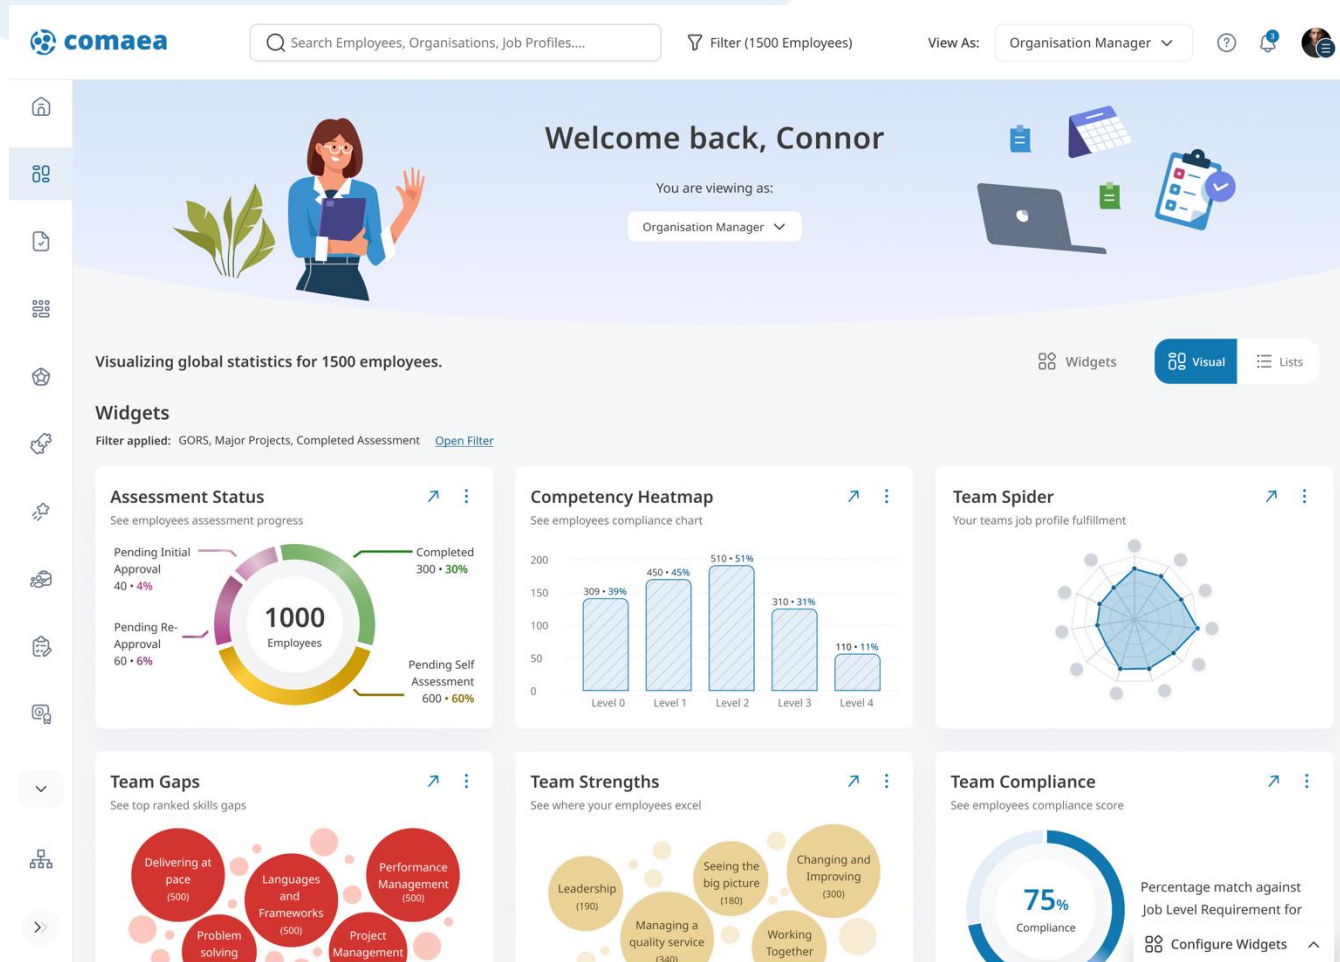 comaea
Search Employees, Organisations, Job Profiles....
Filter (1500 Employees)
View As:
Organisation Manager
3
Welcome back, Connor
You are viewing as:
Organisation Manager
Visualizing global statistics for 1500 employees.
Widgets
Visual
Lists
Widgets
Filter applied: GORS, Major Projects, Completed Assessment Open Filter
Assessment Status
See employees assessment progress
Pending Initial
Approval
40 • 4%
Completed
300 • 30%
1000
Employees
Pending Re-
Approval
60 • 6%
Pending Self
Assessment
600 • 60%
Competency Heatmap
See employees compliance chart
200
150
100
50
0
309 • 39%
450 • 45%
510 • 51%
310 • 31%
110 • 11%
Level 0
Level 1
Level 2
Level 3
Level 4
Team Spider
Your teams job profile fulfillment
Team Gaps
See top ranked skills gaps
Delivering at
pace
(500)
Languages
and
Frameworks
(500)
Performance
Management
(500)
Problem
solving
Project
Management
Team Strengths
See where your employees excel
Leadership
(190)
Seeing the
big picture
(180)
Changing and
Improving
(300)
Managing a
quality service
(340)
Working
Together
Team Compliance
See employees compliance score
75%
Compliance
Percentage match against
Job Level Requirement for
Configure Widgets